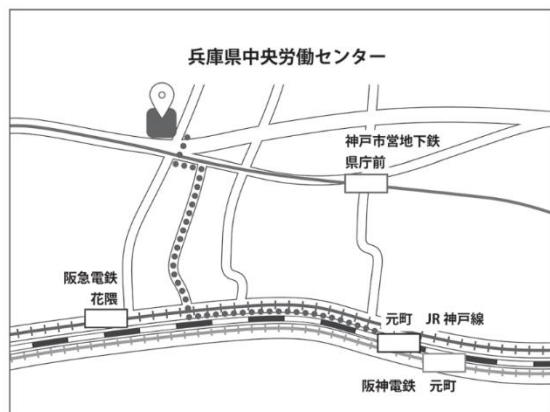 兵庫県中央労働センター
神戸市営地下鉄
県庁前
阪急電鉄
花隈
元町 JR神戸線
阪神電鉄 元町